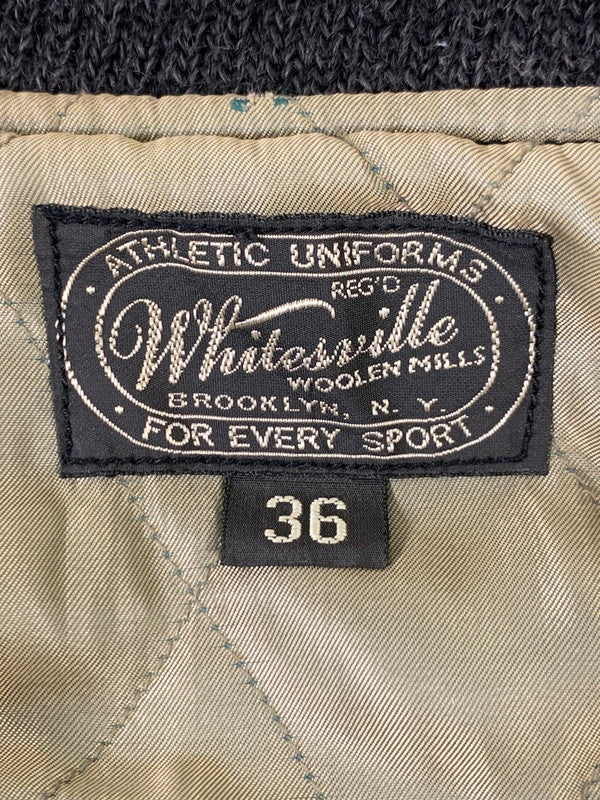 · ATHLETIC UNIFORMS ·
REG'D
Whitesville
WOOLEN MILLS
BROOKLYN, N. Y.
· FOR EVERY SPORT ·
36